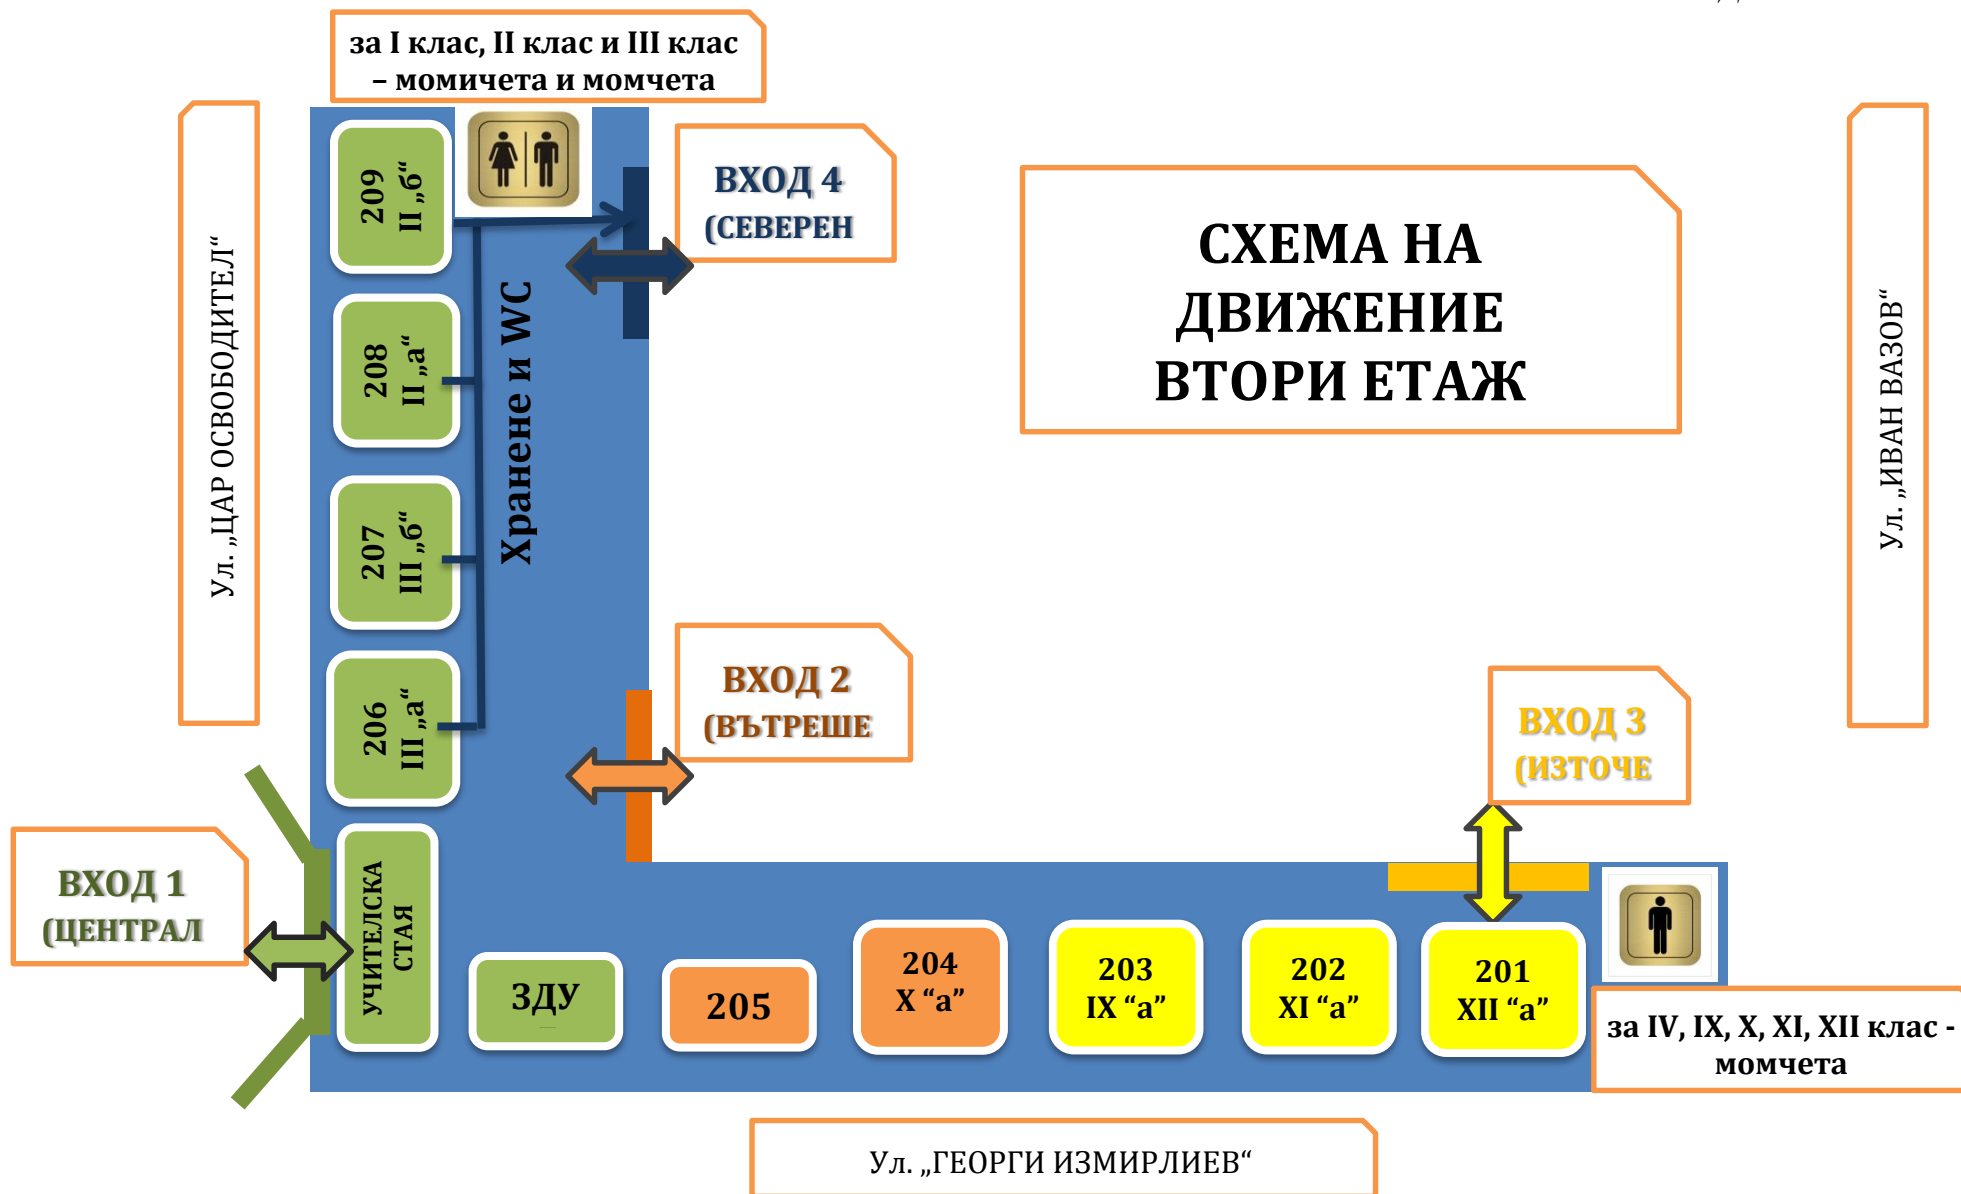 за I клас, II клас и III клас
– момичета и момчета
209
II „б“
208
II „а“
207
III „б“
206
III „а“
Хранене и WC
Ул. „ЦАР ОСВОБОДИТЕЛ“
ВХОД 4
(СЕВЕРЕН
СХЕМА НА
ДВИЖЕНИЕ
ВТОРИ ЕТАЖ
Ул. „ИВАН ВАЗОВ“
ВХОД 2
(ВЪТРЕШЕ
ВХОД 3
(ИЗТОЧЕ
ВХОД 1
(ЦЕНТРАЛ
УЧИТЕЛСКА
СТАЯ
ЗДУ
205
204
X “а”
203
IX “а”
202
XI “а”
201
XII “а”
за IV, IX, X, XI, XII клас -
момчета
Ул. „ГЕОРГИ ИЗМИРЛИЕВ“